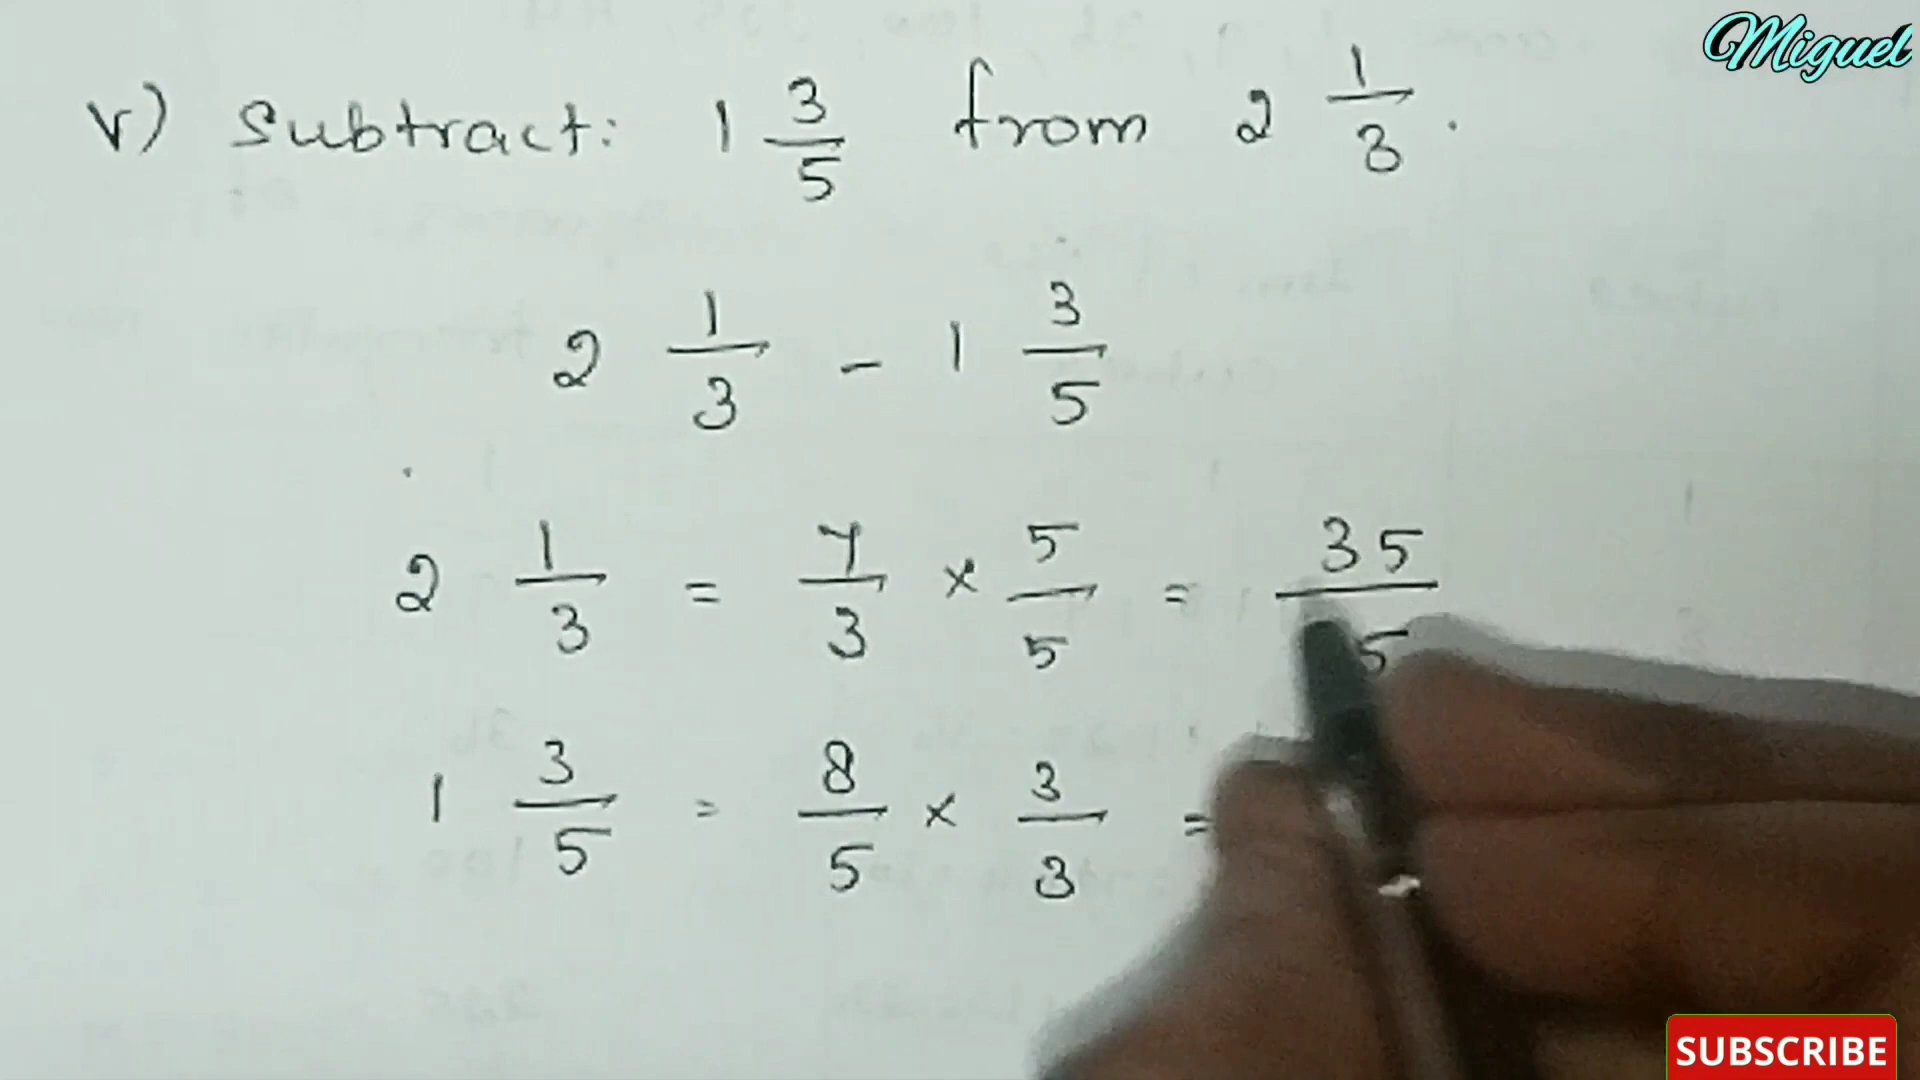 Miguel
v) Subtract: 1 3/5 from 2 1/3.
2 1/3 - 1 3/5
2 1/3 = 7/3 × 5/5 = 35/5
1 3/5 = 8/5 × 3/3 =
SUBSCRIBE